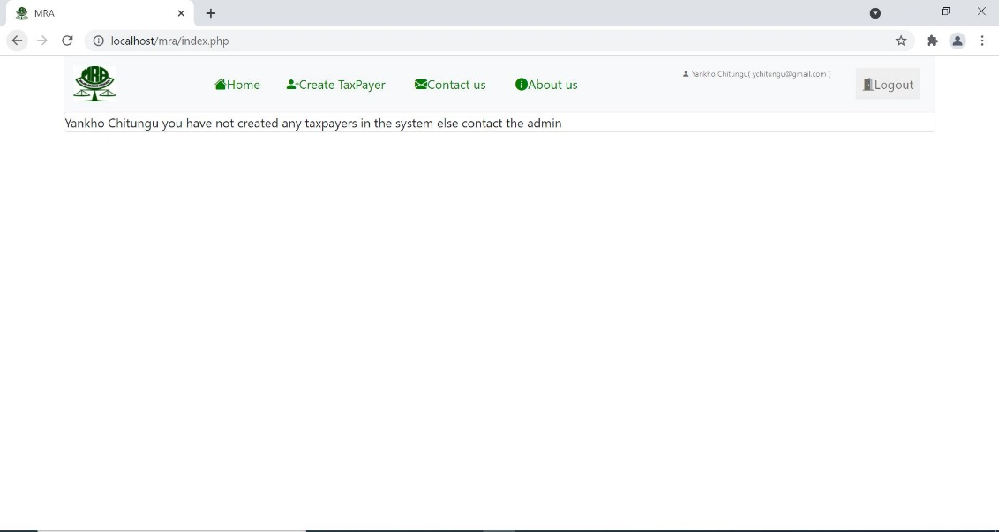 MRA
localhost/mra/index.php
MRA
Home
Create TaxPayer
Contact us
About us
Yankho Chitungu( ychitungu@gmail.com )
Logout
Yankho Chitungu you have not created any taxpayers in the system else contact the admin